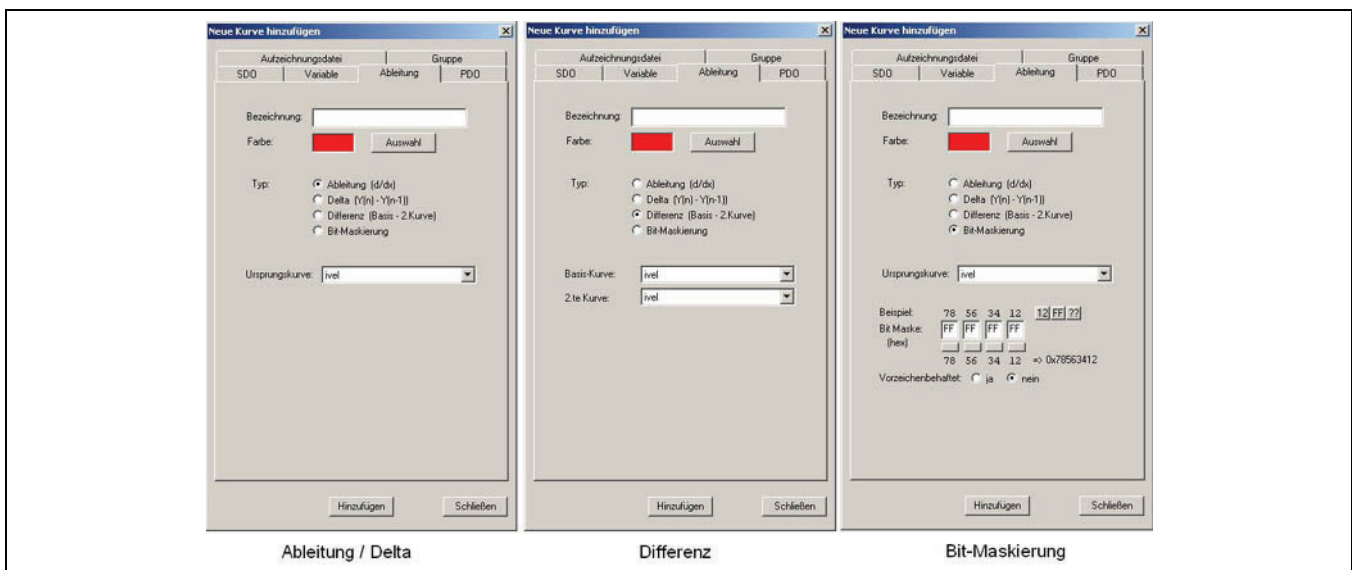 Neue Kurve hinzufügen
Aufzeichnungsdatei Gruppe
SDO Variable Ableitung PDO
Bezeichnung:
Farbe: Auswahl
Typ: Ableitung (d/dx)
Delta (Y(n) - Y(n-1))
Differenz (Basis - 2.Kurve)
Bit-Maskierung
Ursprungskurve: ivel
Hinzufügen Schließen
Ableitung / Delta
Neue Kurve hinzufügen
Aufzeichnungsdatei Gruppe
SDO Variable Ableitung PDO
Bezeichnung:
Farbe: Auswahl
Typ: Ableitung (d/dx)
Delta (Y(n) - Y(n-1))
Differenz (Basis - 2.Kurve)
Bit-Maskierung
Basis-Kurve: ivel
2.te Kurve: ivel
Hinzufügen Schließen
Differenz
Neue Kurve hinzufügen
Aufzeichnungsdatei Gruppe
SDO Variable Ableitung PDO
Bezeichnung:
Farbe: Auswahl
Typ: Ableitung (d/dx)
Delta (Y(n) - Y(n-1))
Differenz (Basis - 2.Kurve)
Bit-Maskierung
Ursprungskurve: ivel
Beispiel: 78 56 34 12 12 FF ??
Bit Maske: FF FF FF FF
(hex)
78 56 34 12 => 0x78563412
Vorzeichenbehaftet: ja nein
Hinzufügen Schließen
Bit-Maskierung